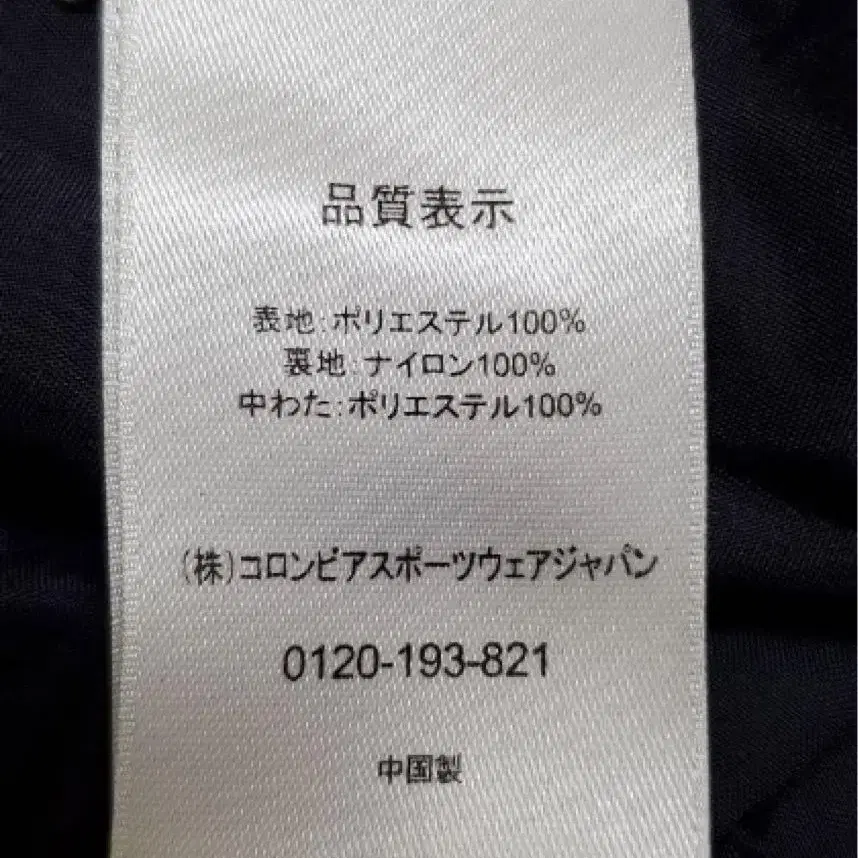 品質表示
表地:ポリエステル100%
裏地:ナイロン100%
中わた:ポリエステル100%
(株)コロンビアスポーツウェアジャパン
0120-193-821
中国製